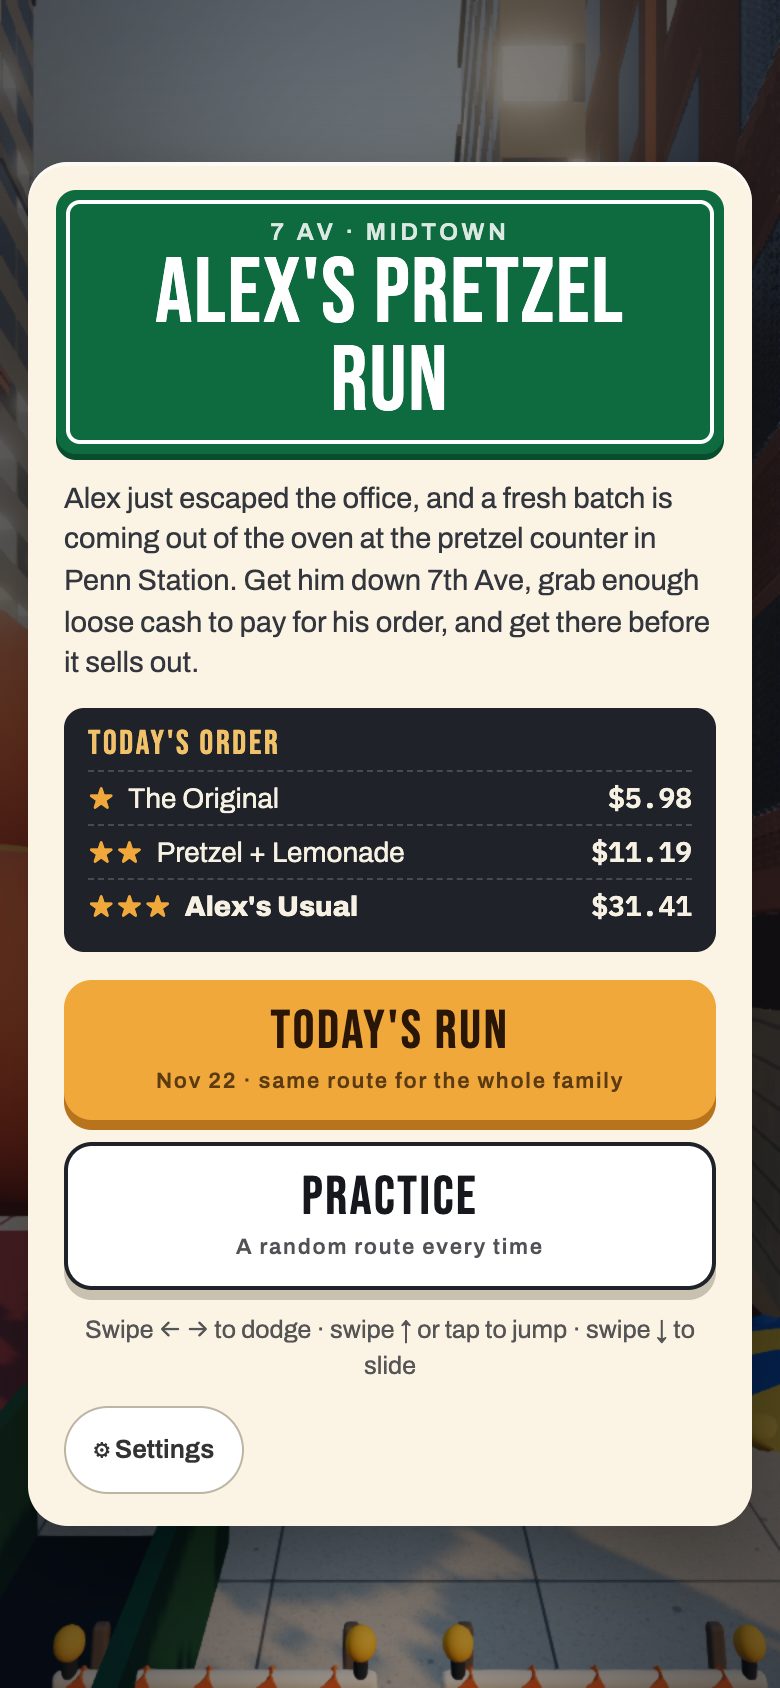 7 AV · MIDTOWN
ALEX'S PRETZEL
RUN
Alex just escaped the office, and a fresh batch is
coming out of the oven at the pretzel counter in
Penn Station. Get him down 7th Ave, grab enough
loose cash to pay for his order, and get there before
it sells out.
TODAY'S ORDER
★ The Original $5.98
★★ Pretzel + Lemonade $11.19
★★★ Alex's Usual $31.41
TODAY'S RUN
Nov 22 · same route for the whole family
PRACTICE
A random route every time
Swipe ← → to dodge · swipe ↑ or tap to jump · swipe ↓ to
slide
⚙ Settings